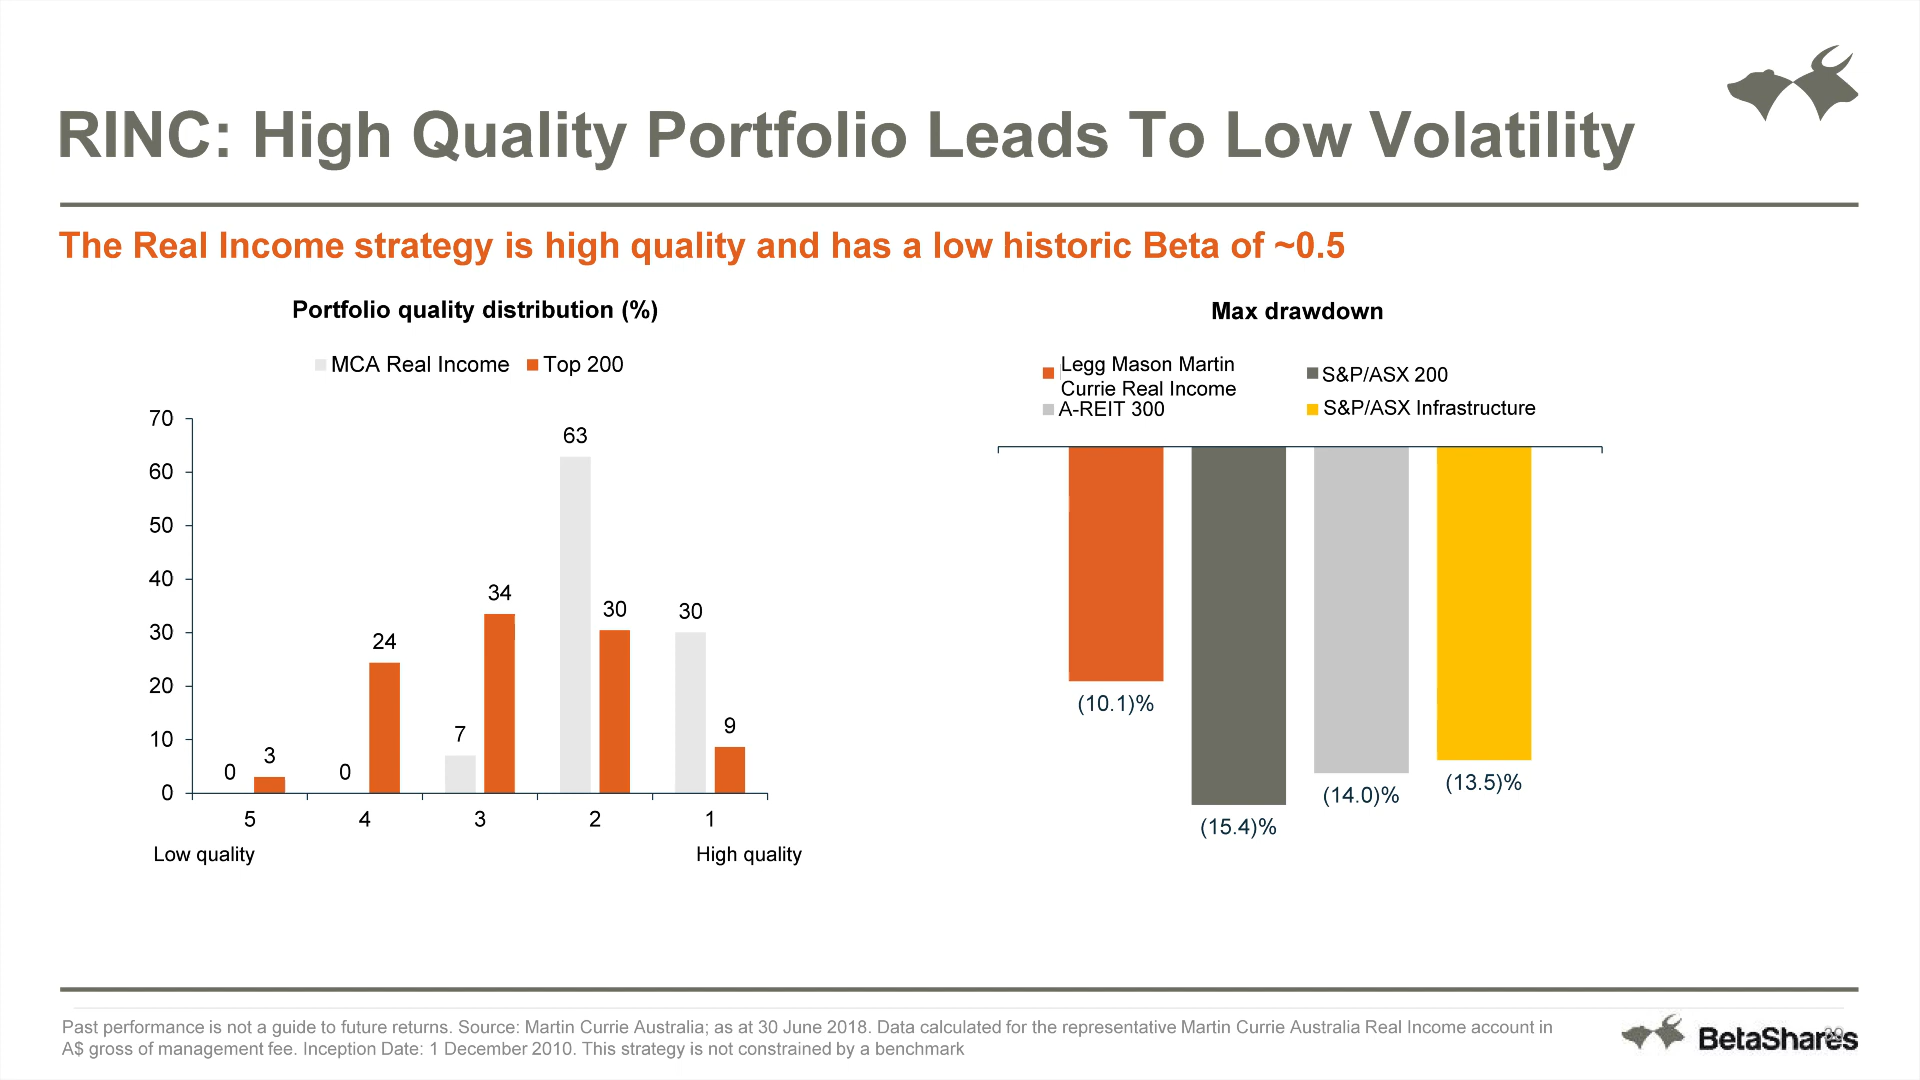 RINC: High Quality Portfolio Leads To Low Volatility
The Real Income strategy is high quality and has a low historic Beta of ~0.5
Portfolio quality distribution (%)
MCA Real Income
Top 200
70
60
50
40
30
20
10
0
0
3
0
24
7
34
63
30
30
9
5
4
3
2
1
Low quality
High quality
Max drawdown
Legg Mason Martin
Currie Real Income
S&P/ASX 200
A-REIT 300
S&P/ASX Infrastructure
(10.1)%
(15.4)%
(14.0)%
(13.5)%
Past performance is not a guide to future returns. Source: Martin Currie Australia; as at 30 June 2018. Data calculated for the representative Martin Currie Australia Real Income account in
A$ gross of management fee. Inception Date: 1 December 2010. This strategy is not constrained by a benchmark
BetaShares